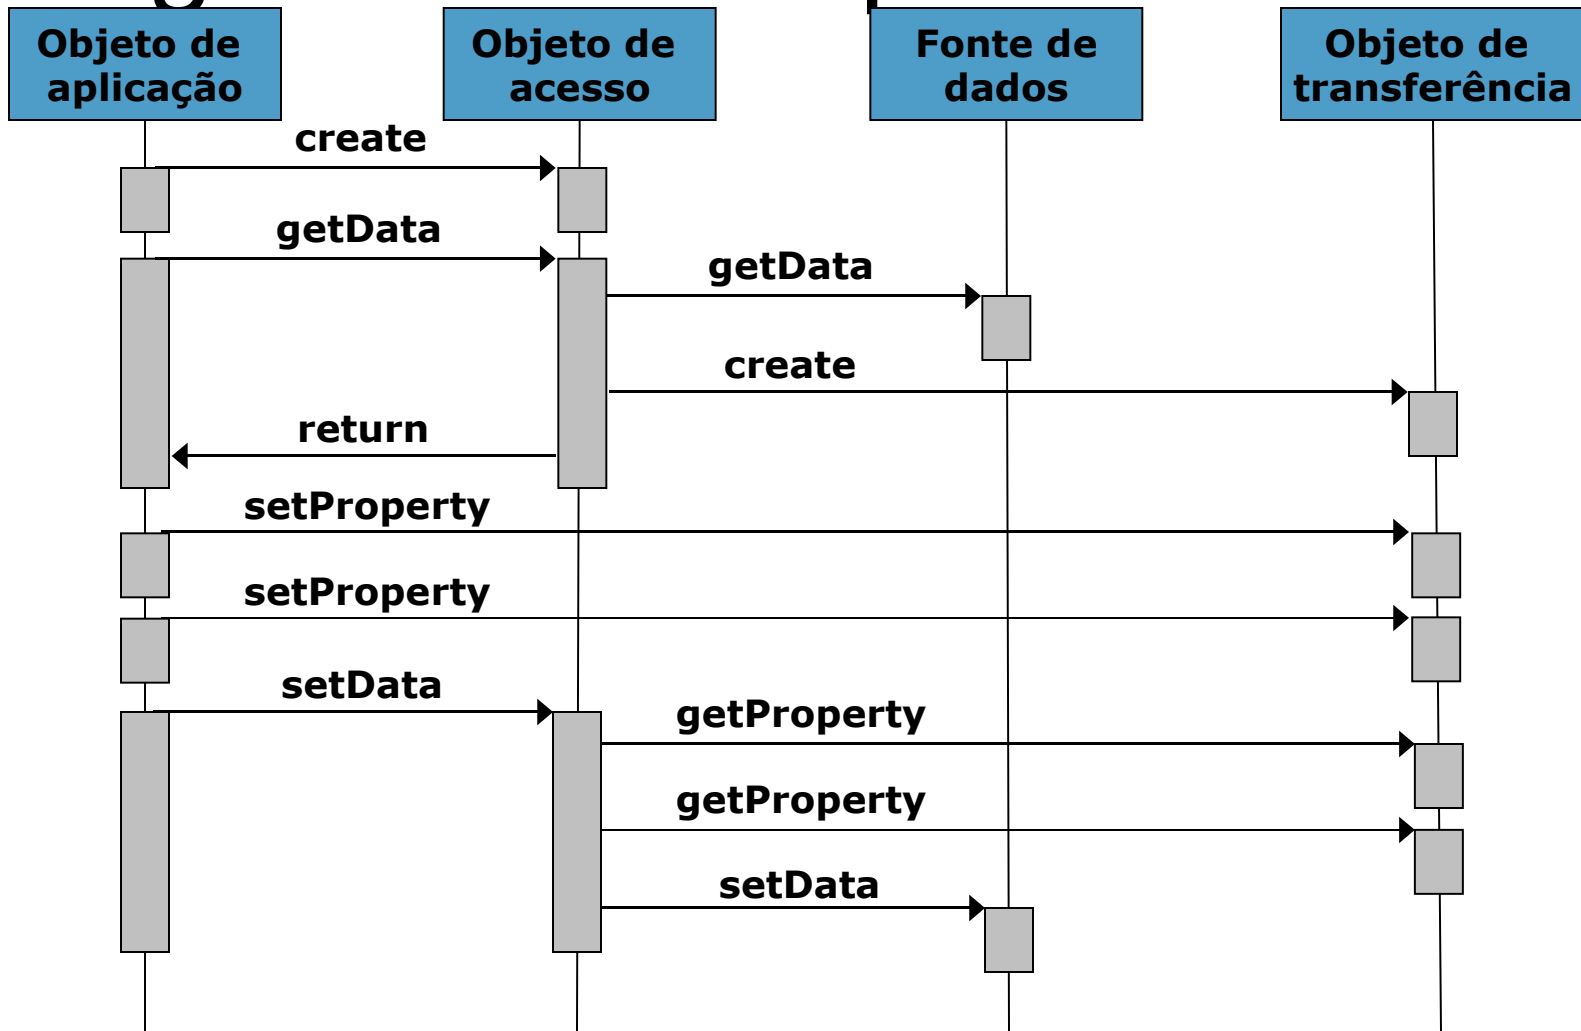 Objeto de
aplicação
Objeto de
acesso
Fonte de
dados
Objeto de
transferência
create
getData
getData
create
return
setProperty
setProperty
setData
getProperty
getProperty
setData